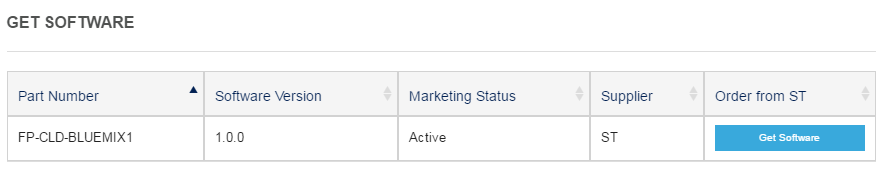 GET SOFTWARE
Part Number Software Version Marketing Status Supplier Order from ST
FP-CLD-BLUEMIX1 1.0.0 Active ST Get Software